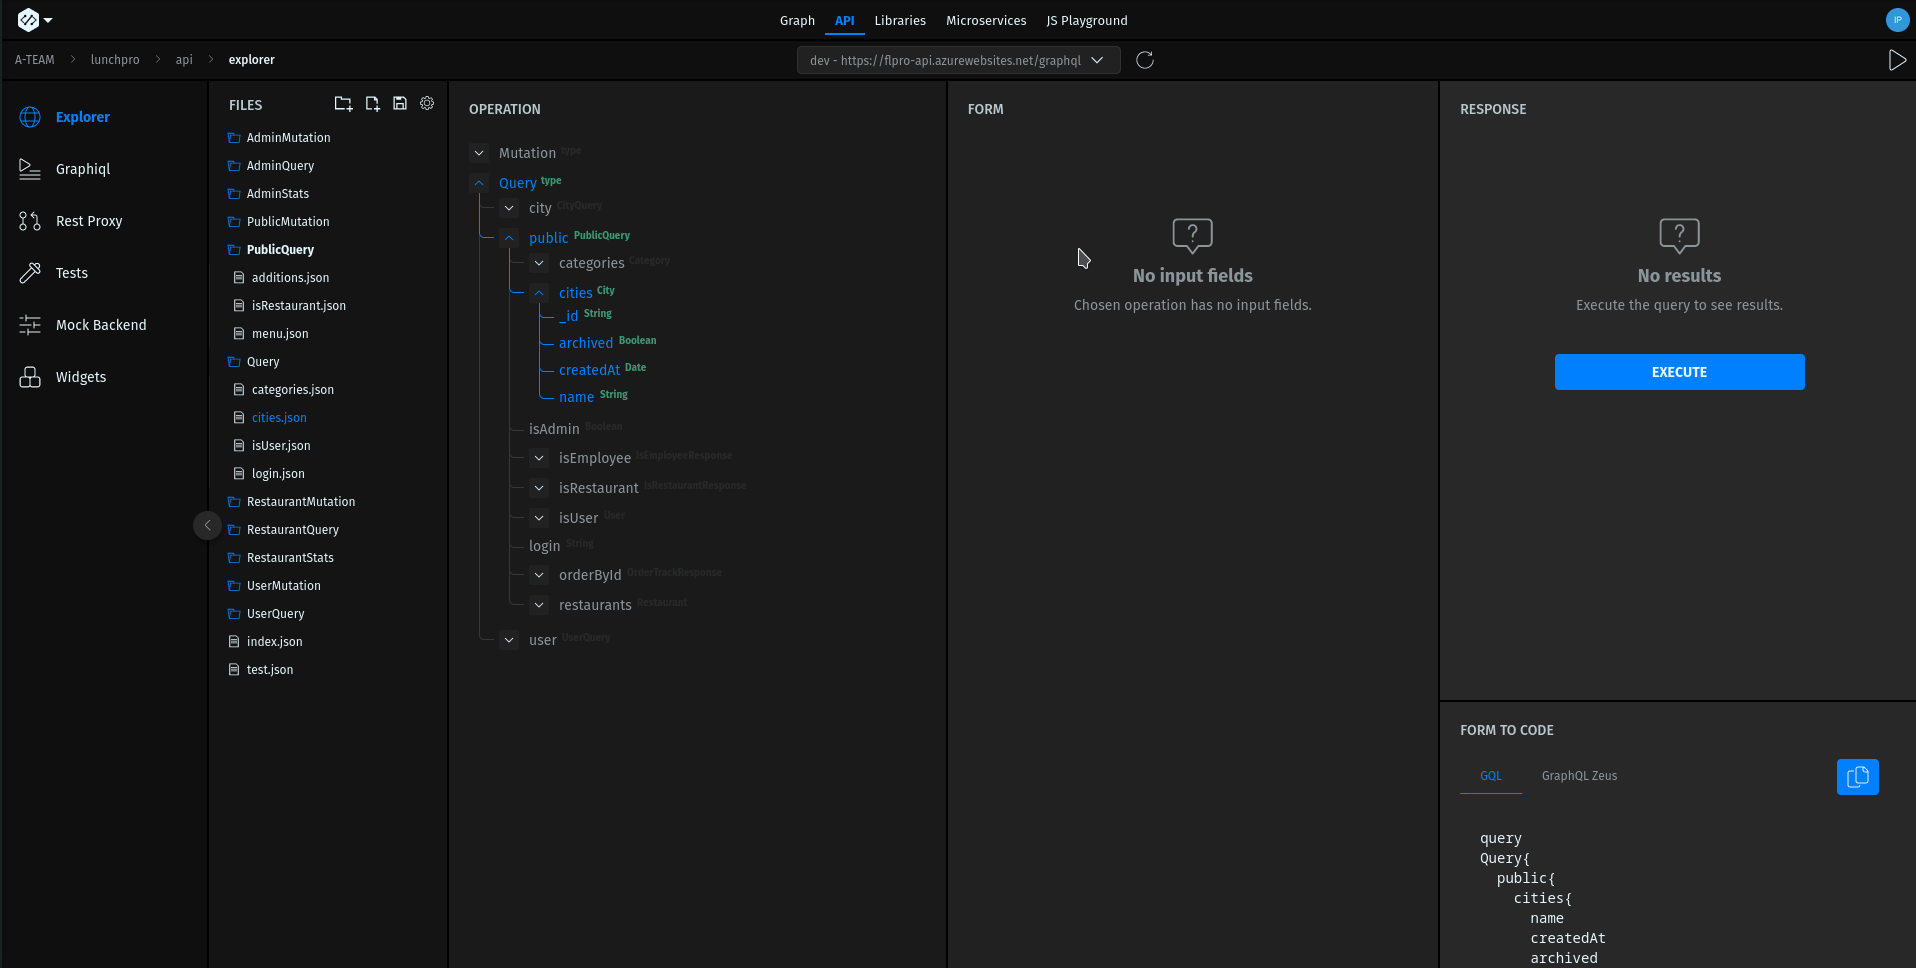 Graph API Libraries Microservices JS Playground
IP
A-TEAM lunchpro api explorer
dev - https://flpro-api.azurewebsites.net/graphql
Explorer
Graphiql
Rest Proxy
Tests
Mock Backend
Widgets
FILES
AdminMutation
AdminQuery
AdminStats
PublicMutation
PublicQuery
additions.json
isRestaurant.json
menu.json
Query
categories.json
cities.json
isUser.json
login.json
RestaurantMutation
RestaurantQuery
RestaurantStats
UserMutation
UserQuery
index.json
test.json
OPERATION
Mutation type
Query type
city CityQuery
public PublicQuery
categories Category
cities City
_id String
archived Boolean
createdAt Date
name String
isAdmin Boolean
isEmployee isEmployeeResponse
isRestaurant isRestaurantResponse
isUser User
login String
orderById OrderTrackResponse
restaurants Restaurant
user UserQuery
FORM
No input fields
Chosen operation has no input fields.
RESPONSE
No results
Execute the query to see results.
EXECUTE
FORM TO CODE
GQL GraphQL Zeus
query
Query{
public{
cities{
name
createdAt
archived